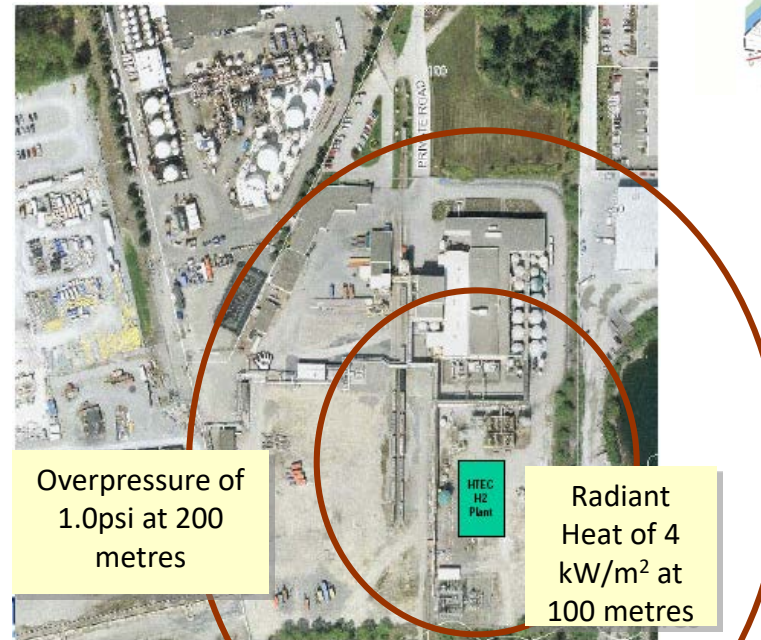 PRIVATE ROAD
HTEC
H2
Plant
Overpressure of
1.0psi at 200
metres
Radiant
Heat of 4
kW/m² at
100 metres